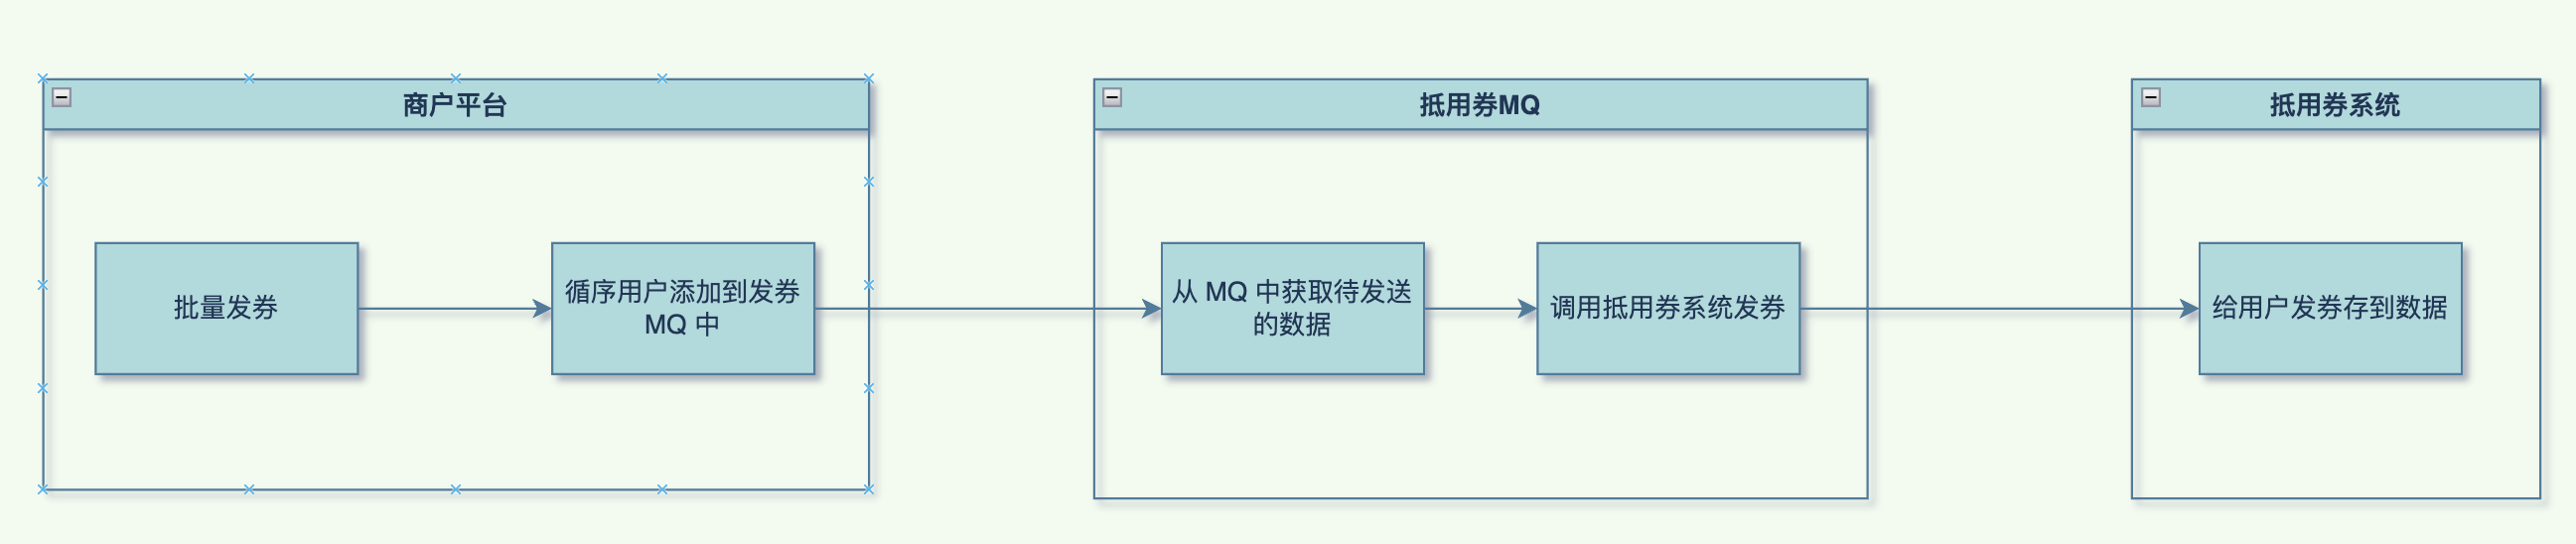 商户平台
抵用券MQ
抵用券系统
批量发券
循序用户添加到发券
MQ 中
从 MQ 中获取待发送
的数据
调用抵用券系统发券
给用户发券存到数据